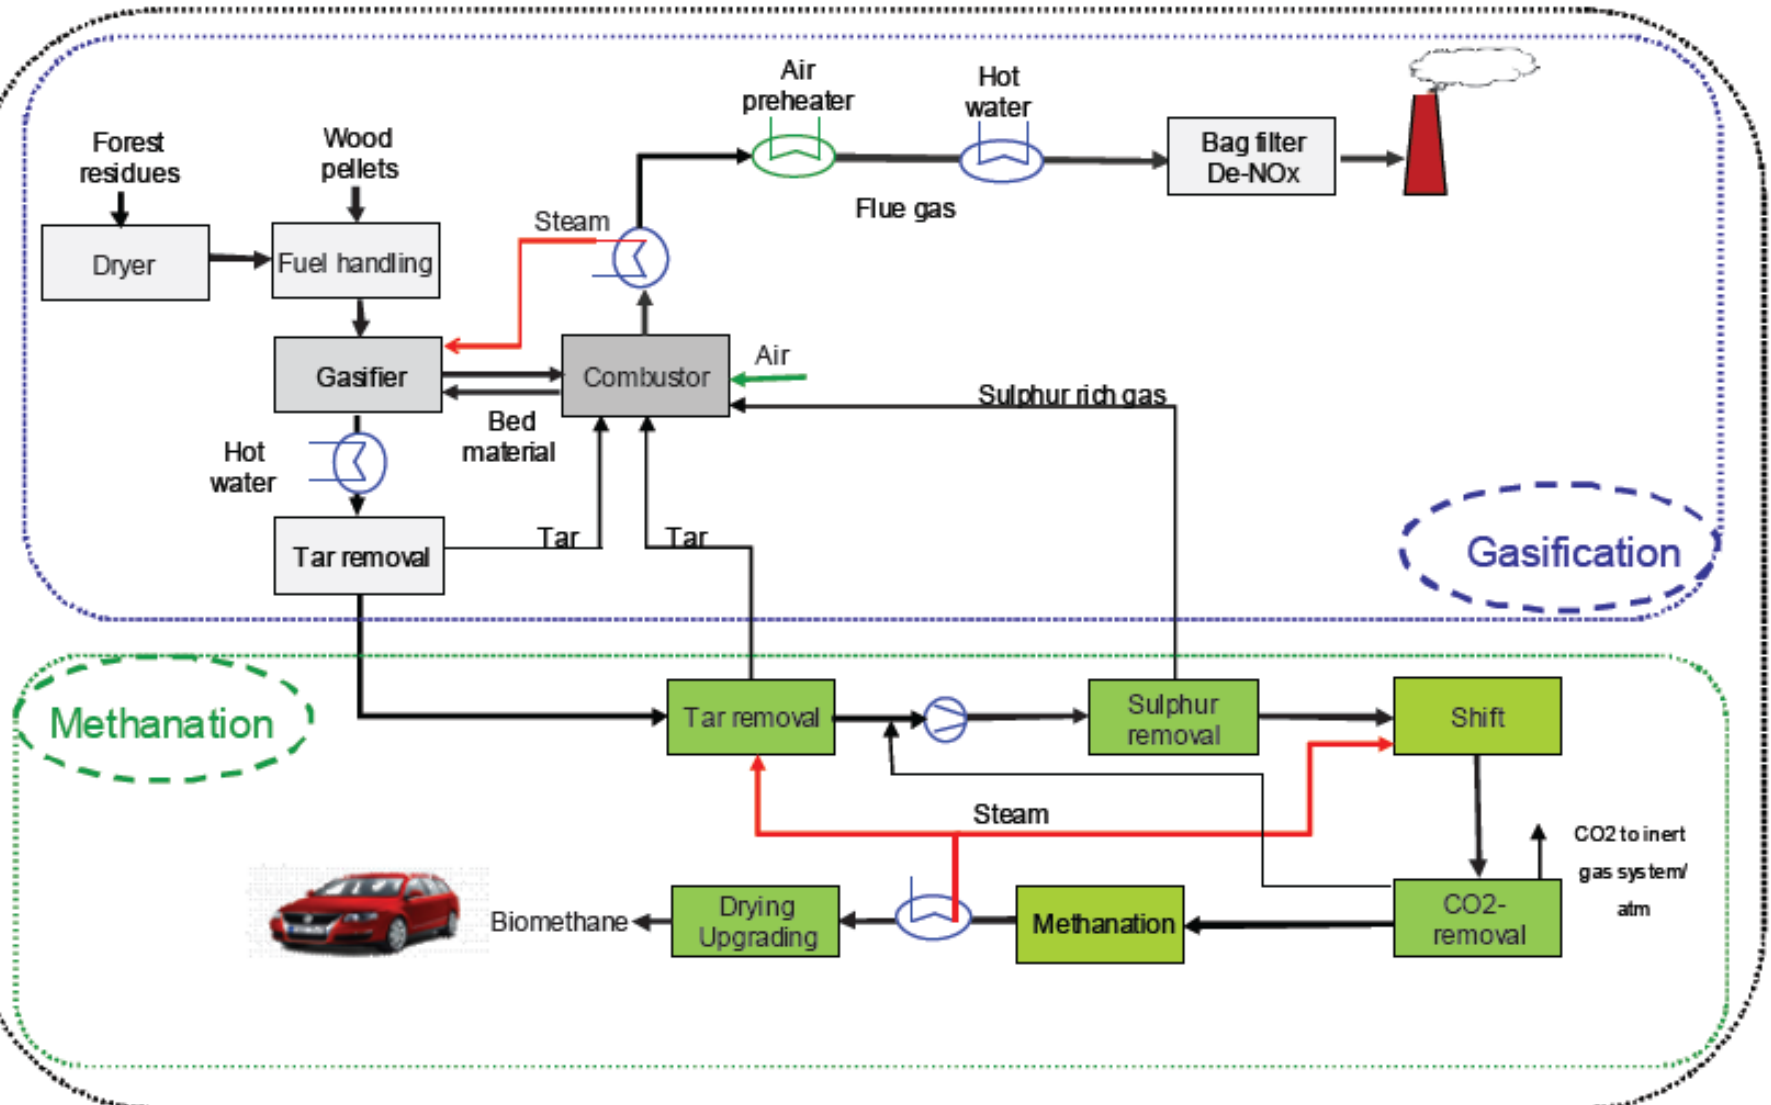 Air
preheater
Hot
water
Forest
residues
Wood
pellets
Bag filter
De-NOx
Steam
Flue gas
Dryer
Fuel handling
Gasifier
Combustor
Air
Sulphur rich gas
Bed
material
Hot
water
Tar removal
Tar
Tar
Gasification
Methanation
Tar removal
Sulphur
removal
Shift
Steam
CO2 to inert
gas system/
atm
Biomethane
Drying
Upgrading
Methanation
CO2-
removal